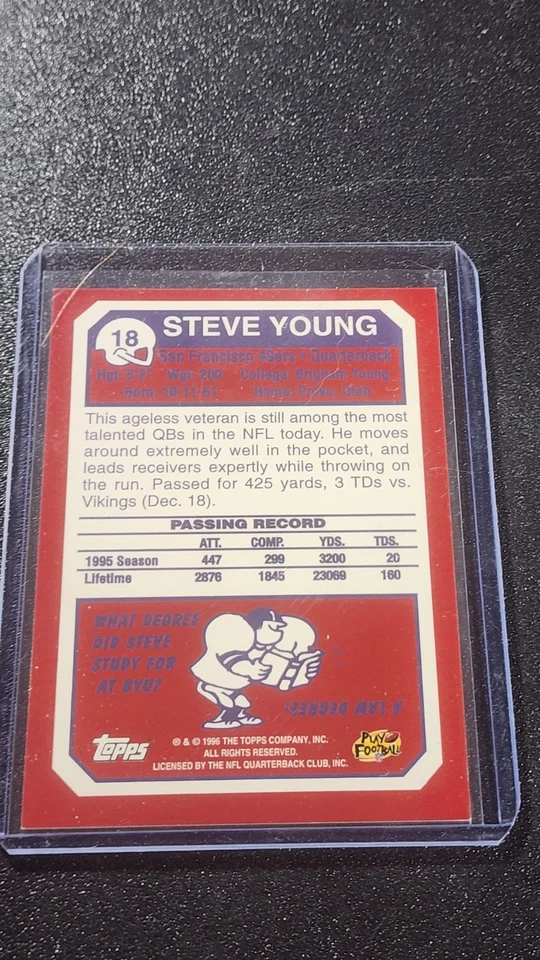 18
STEVE YOUNG
San Francisco 49ers • Quarterback
Hgt: 6'2" Wgt: 200 College: Brigham Young
Born: 10-11-61 Home: Provo, Utah
This ageless veteran is still among the most
talented QBs in the NFL today. He moves
around extremely well in the pocket, and
leads receivers expertly while throwing on
the run. Passed for 425 yards, 3 TDs vs.
Vikings (Dec. 18).
PASSING RECORD
ATT. COMP. YDS. TDS.
1995 Season 447 299 3200 20
Lifetime 2876 1845 23069 160
WHAT DEGREE
DID STEVE
STUDY FOR
AT BYU?
A LAW DEGREE!
TOPPS
® & © 1996 THE TOPPS COMPANY, INC.
ALL RIGHTS RESERVED.
LICENSED BY THE NFL QUARTERBACK CLUB, INC.
PLAY
FOOTBALL